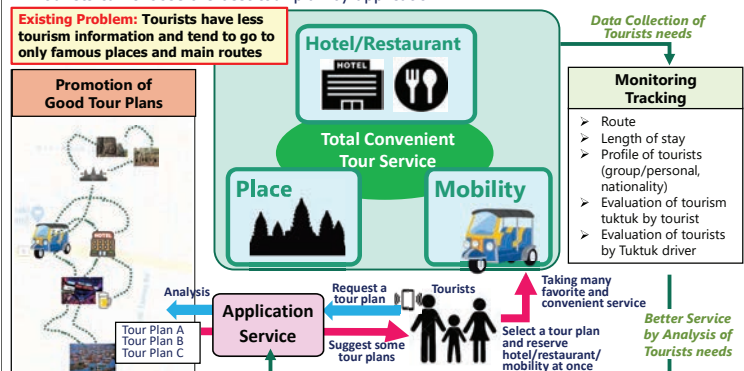 Existing Problem: Tourists have less
tourism information and tend to go to
only famous places and main routes
Promotion of
Good Tour Plans
HOTEL
Tour Plan A
Tour Plan B
Tour Plan C
Hotel/Restaurant
HOTEL
Total Convenient
Tour Service
Place
Mobility
Analysis
Application
Service
Request a
tour plan
Suggest some
tour plans
Tourists
Taking many
favorite and
convenient service
Select a tour plan
and reserve
hotel/restaurant/
mobility at once
Data Collection of
Tourists needs
Monitoring
Tracking
➢ Route
➢ Length of stay
➢ Profile of tourists
(group/personal,
nationality)
➢ Evaluation of tourism
tuktuk by tourist
➢ Evaluation of tourists
by Tuktuk driver
Better Service
by Analysis of
Tourists needs